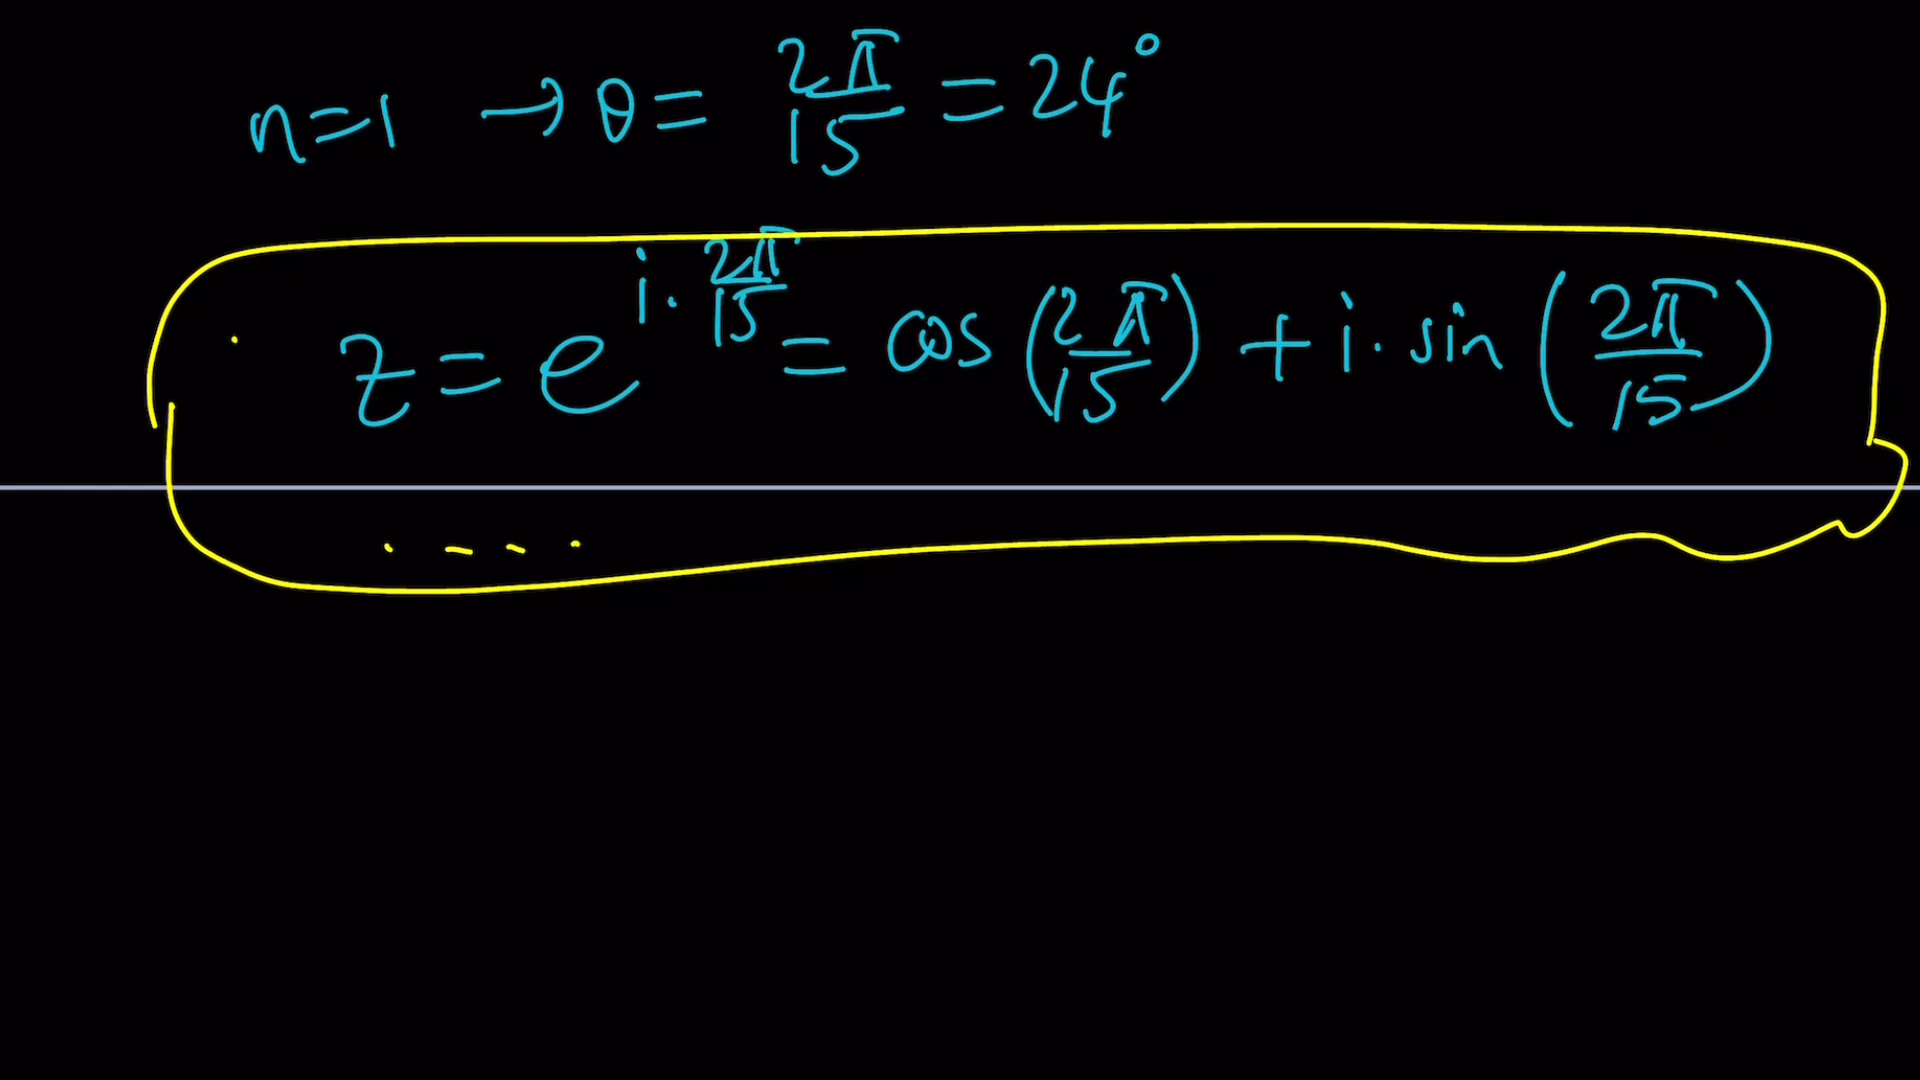 n=1 → θ = 2π/15 = 24°
z = e^(i · 2π/15) = cos(2π/15) + i · sin(2π/15)
. – – .